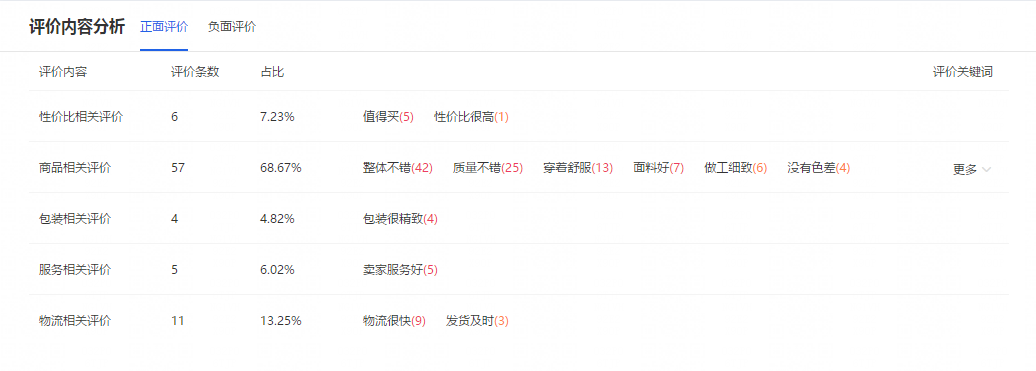 评价内容分析 正面评价 负面评价
评价内容 评价条数 占比 评价关键词
性价比相关评价 6 7.23% 值得买(5) 性价比很高(1)
商品相关评价 57 68.67% 整体不错(42) 质量不错(25) 穿着舒服(13) 面料好(7) 做工细致(6) 没有色差(4) 更多
包装相关评价 4 4.82% 包装很精致(4)
服务相关评价 5 6.02% 卖家服务好(5)
物流相关评价 11 13.25% 物流很快(9) 发货及时(3)